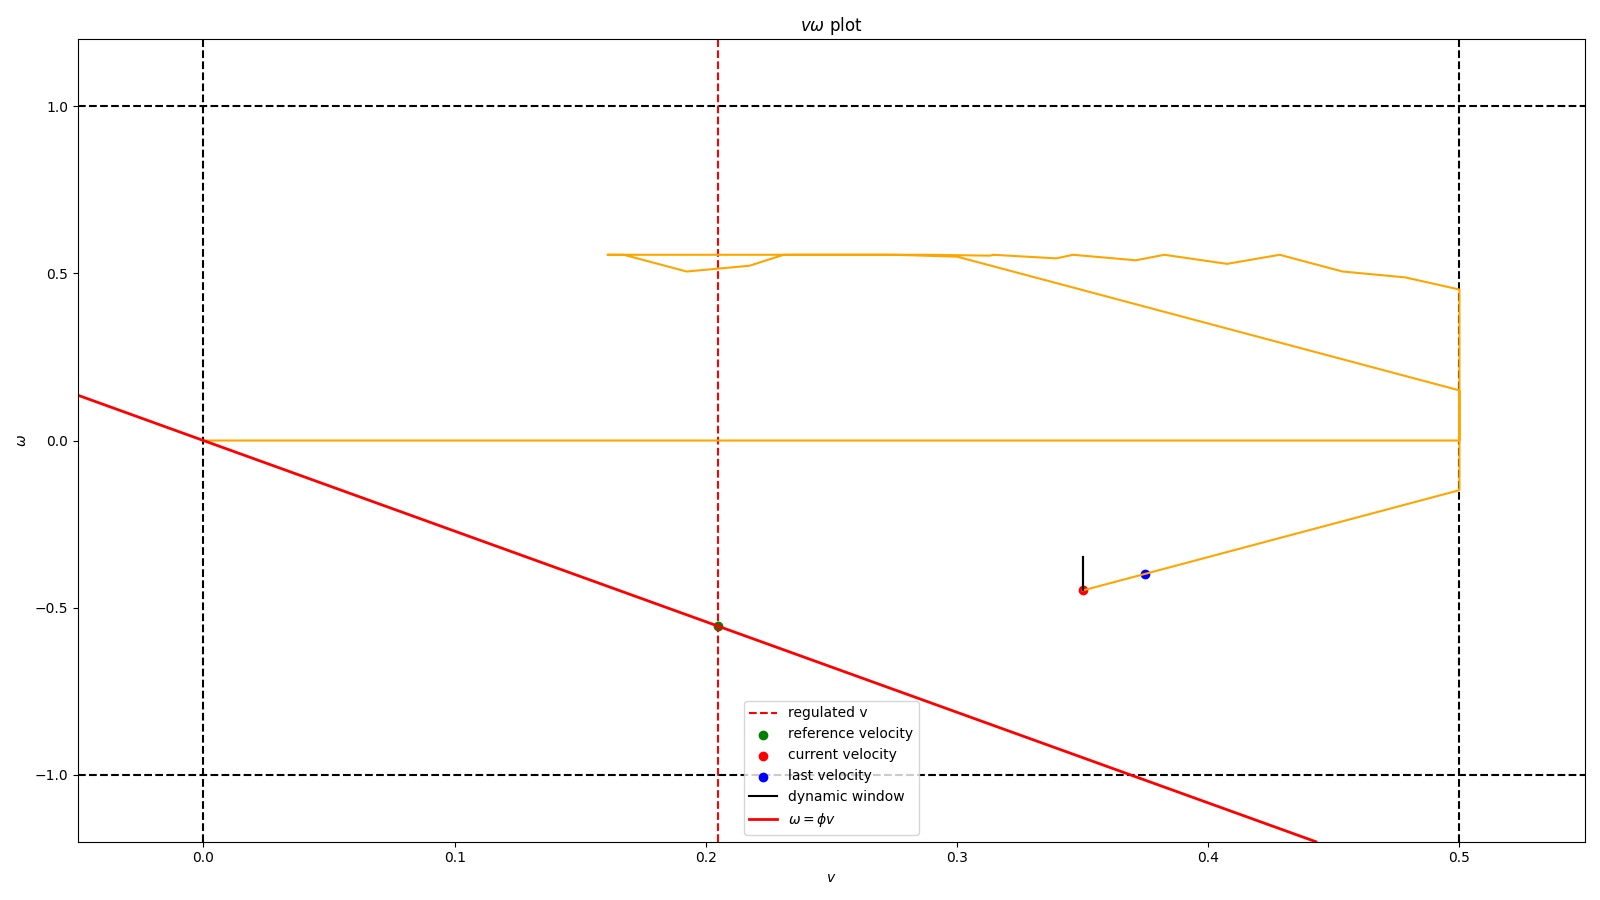 vω plot
1.0
0.5
0.0
−0.5
−1.0
ω
regulated v
reference velocity
current velocity
last velocity
dynamic window
ω = ϕv
0.0 0.1 0.2 0.3 0.4 0.5
v